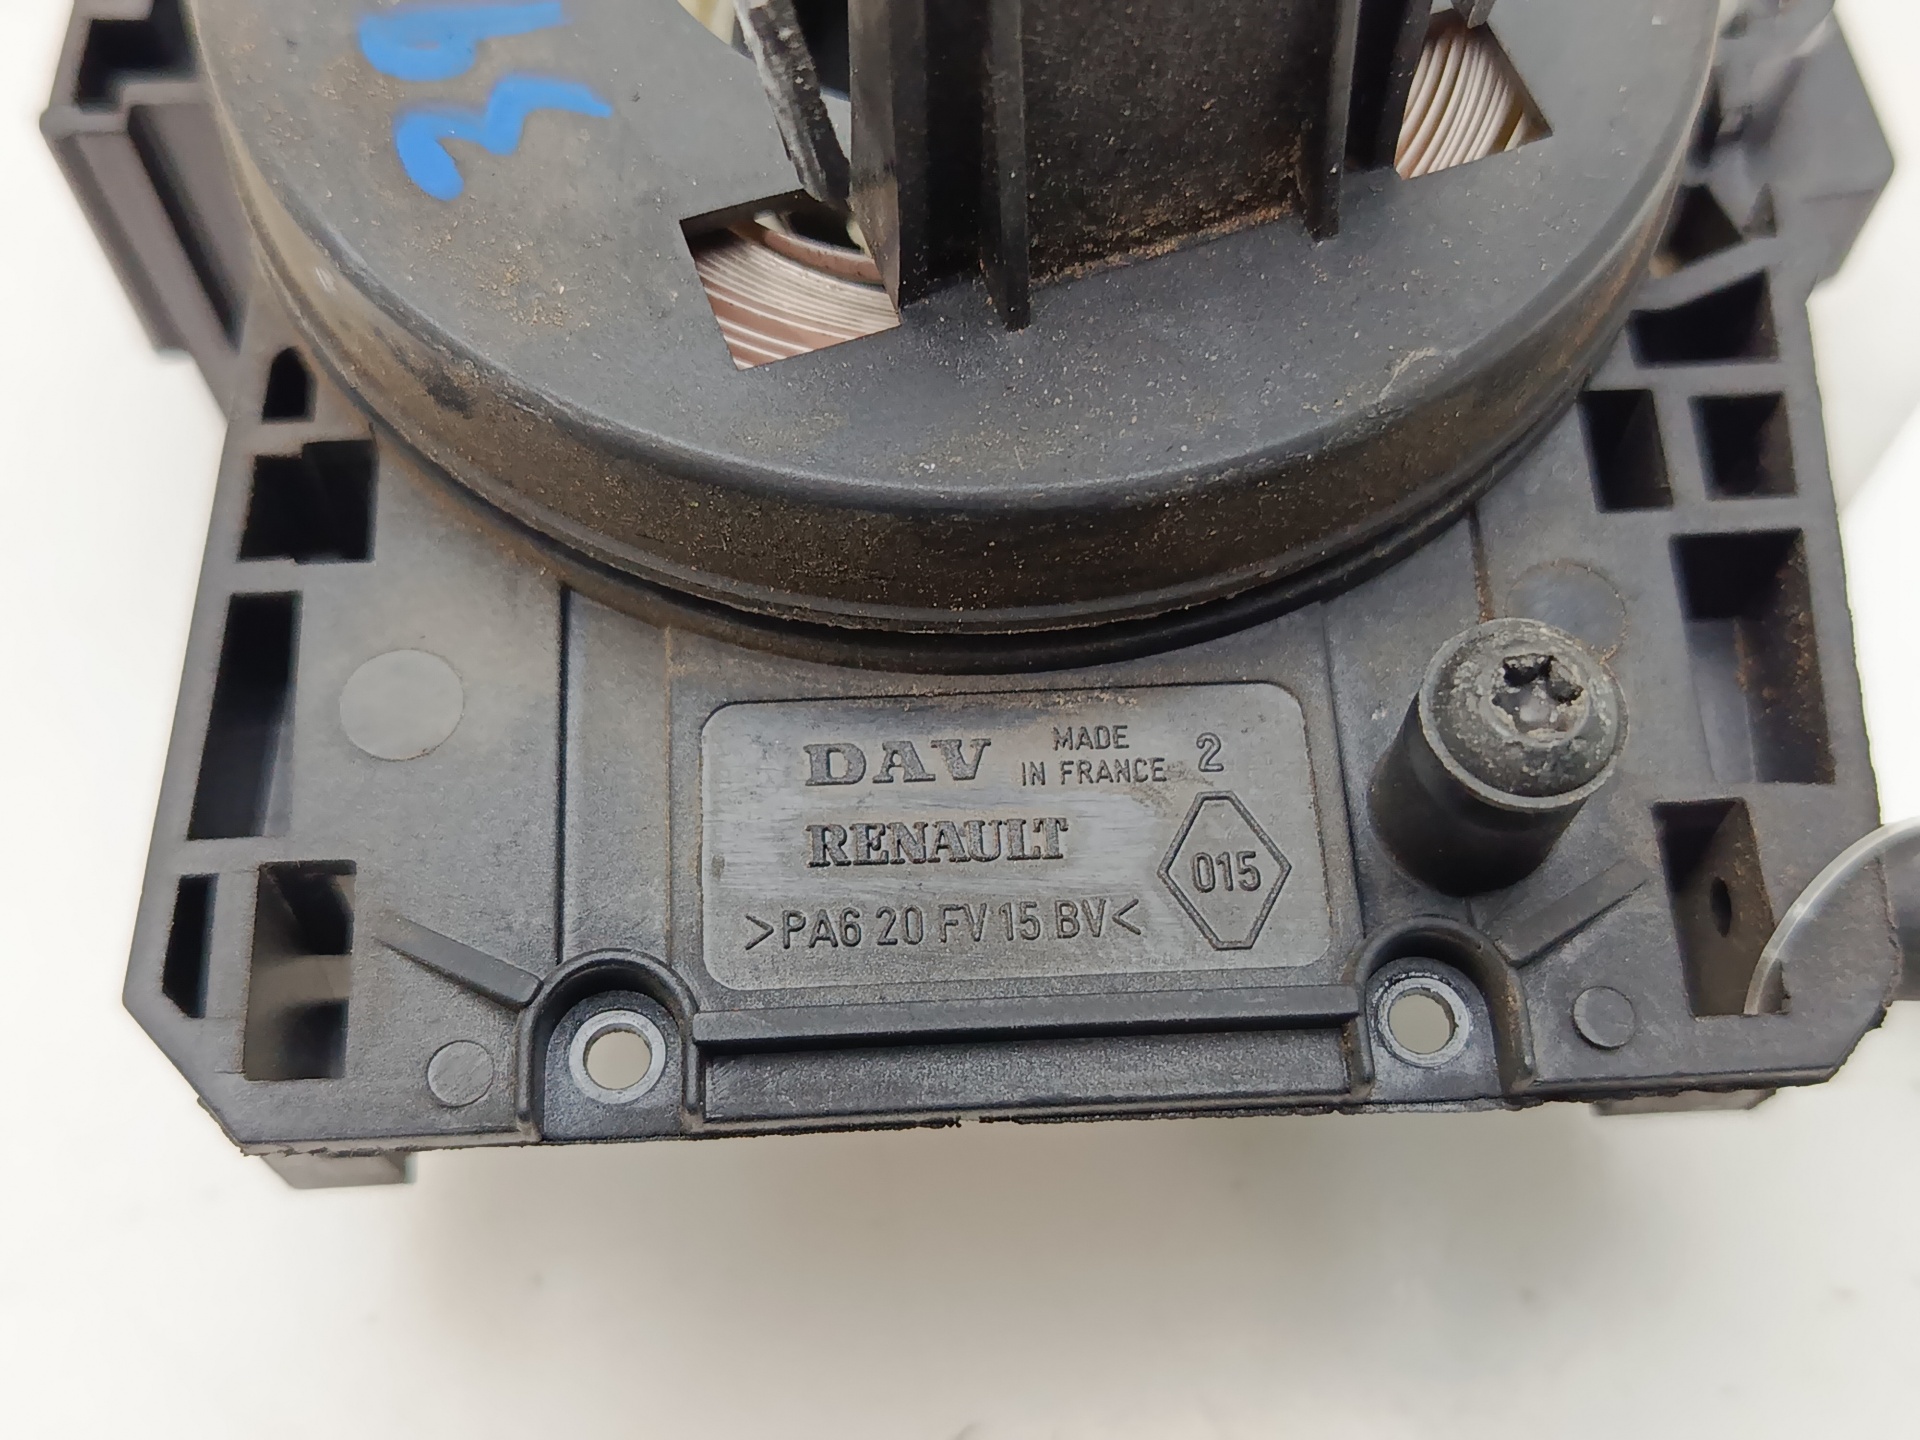 DAV MADE IN FRANCE 2
RENAULT
015
>PA6 20 FV 15 BV<